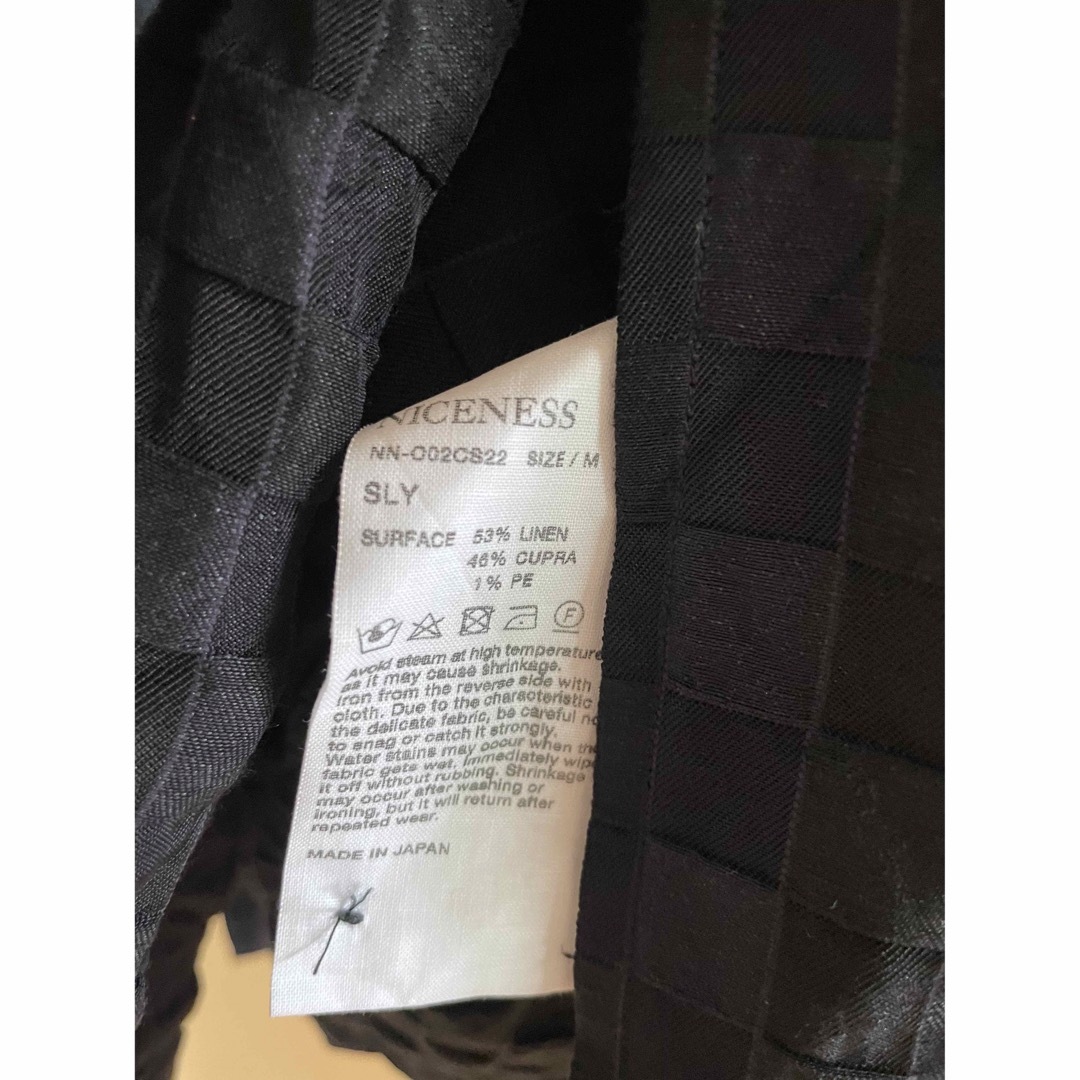 NICENESS
NN-C02CS22 SIZE / M
SLY
SURFACE 53% LINEN
46% CUPRA
1% PE
F
Avoid steam at high temperature
as it may cause shrinkage.
Iron from the reverse side with
cloth. Due to the characteristic
the delicate fabric, be careful no
to snag or catch it strongly.
Water stains may occur when the
fabric gets wet. Immediately wipe
it off without rubbing. Shrinkage
may occur after washing or
ironing, but it will return after
repeated wear.
MADE IN JAPAN